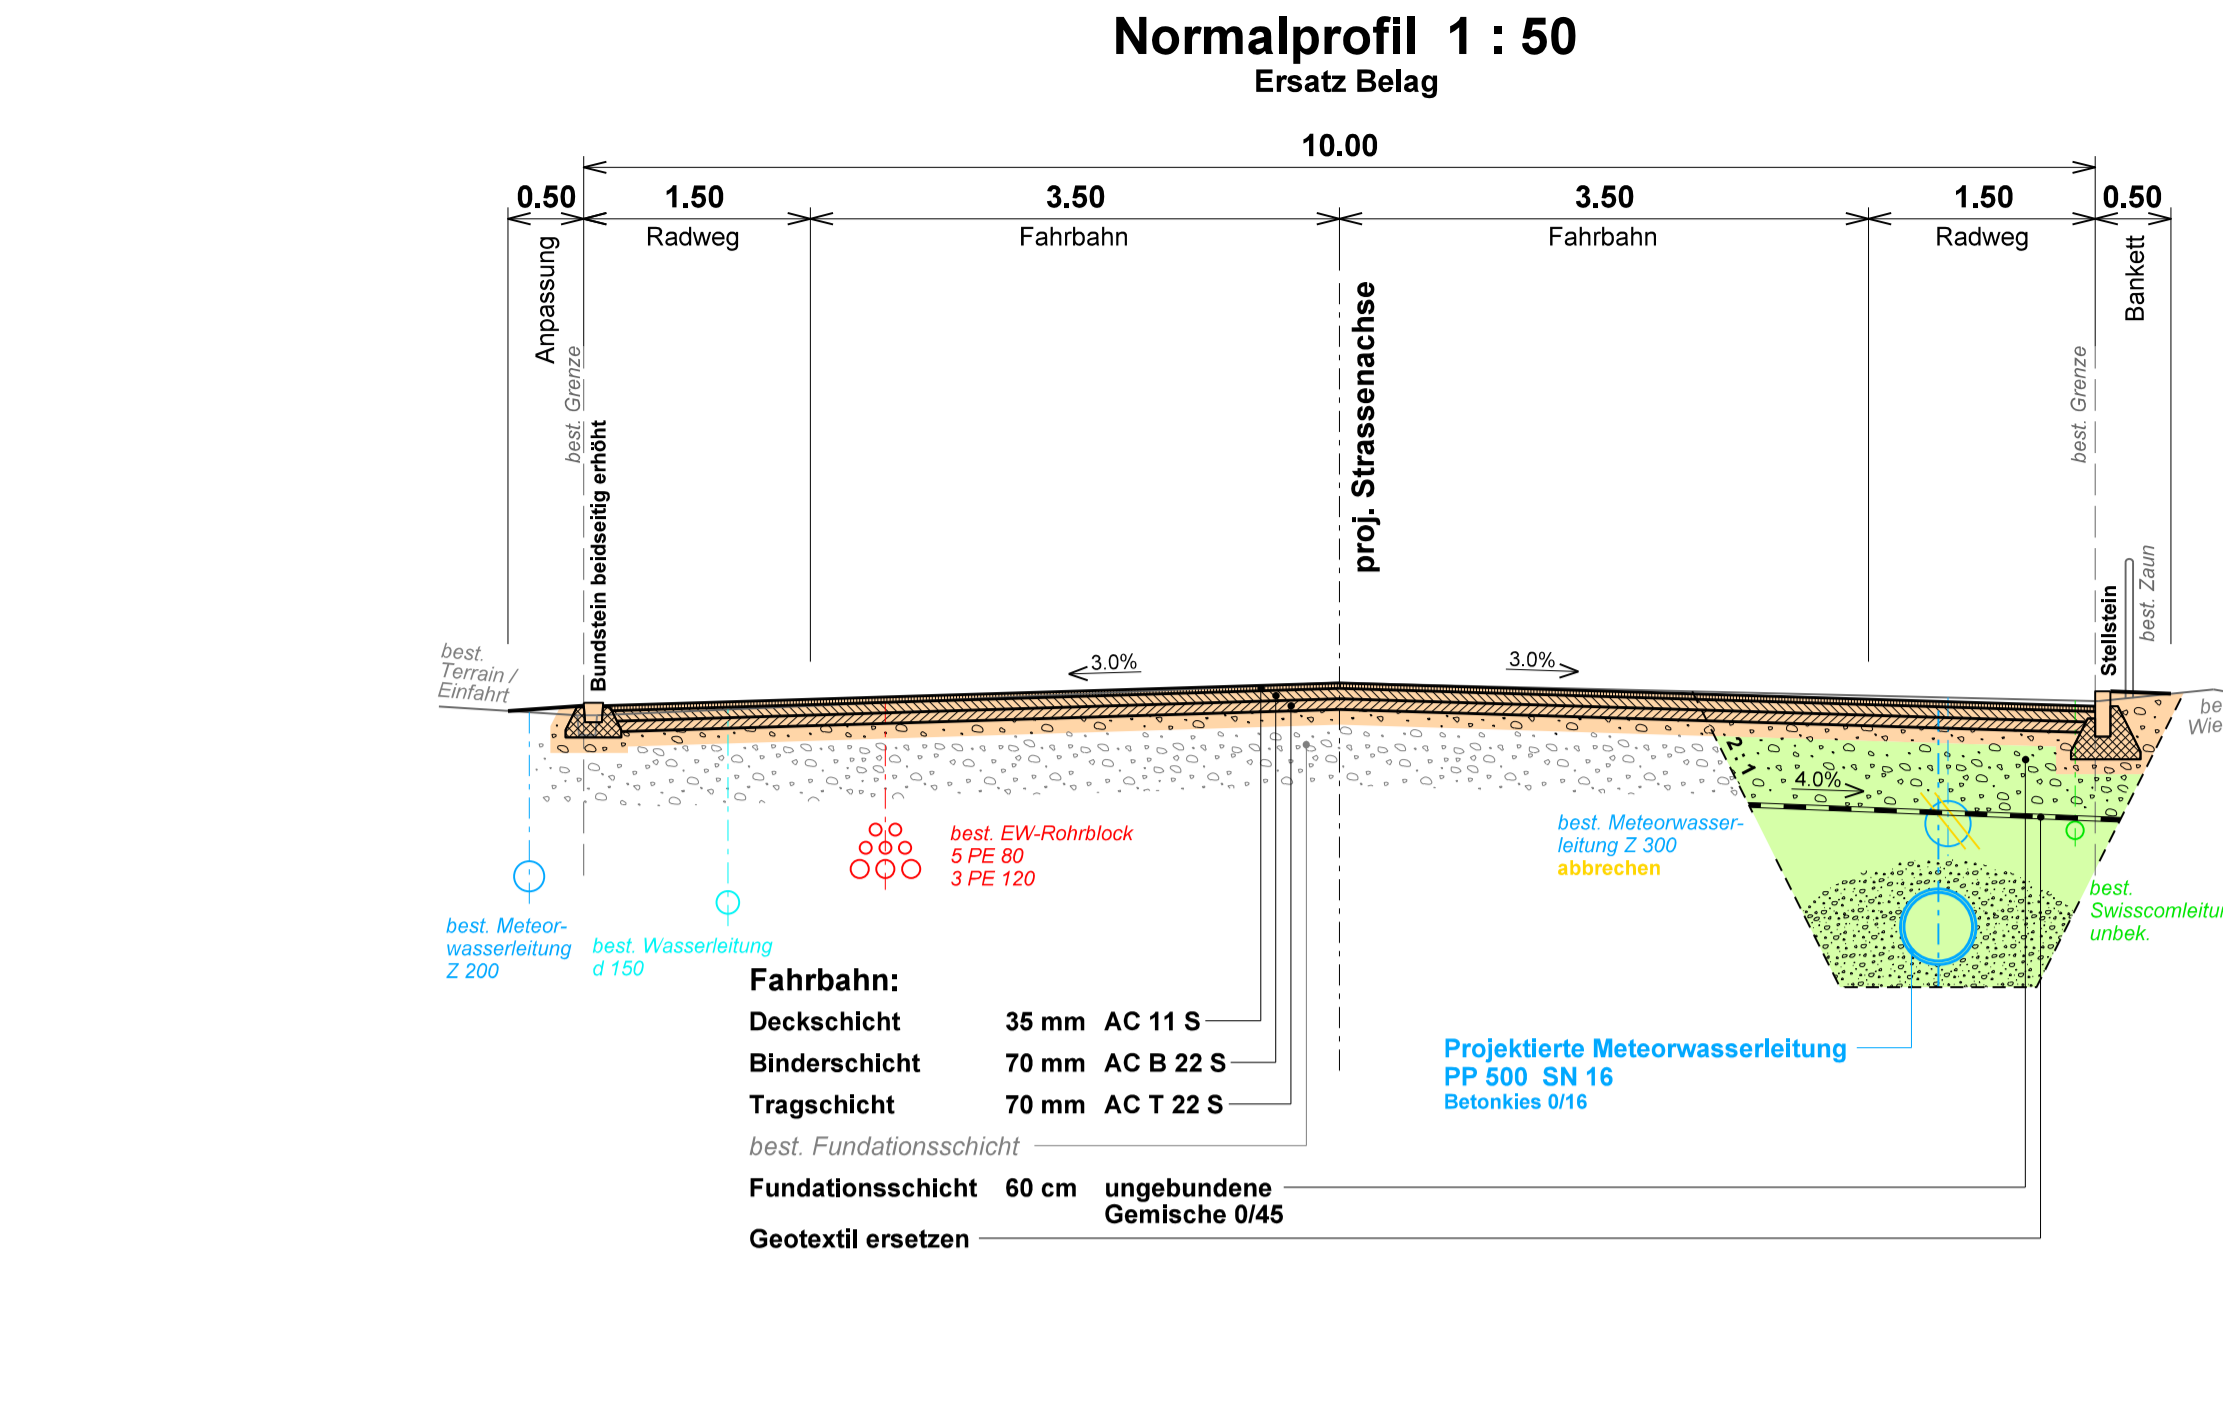 Normalprofil 1 : 50
Ersatz Belag
10.00
0.50
1.50
3.50
3.50
1.50
0.50
Anpassung
Radweg
Fahrbahn
Fahrbahn
Radweg
Bankett
best. Grenze
Bundstein beidseitig erhöht
proj. Strassenachse
best. Grenze
Stellstein
best. Zaun
best.
Terrain /
Einfahrt
3.0%
3.0%
be
Wie
2 : 1
4.0%
best. EW-Rohrblock
5 PE 80
3 PE 120
best. Meteorwasser-
leitung Z 300
abbrechen
best. Meteor-
wasserleitung
Z 200
best. Wasserleitung
d 150
best.
Swisscomleitu
unbek.
Fahrbahn:
Deckschicht 35 mm AC 11 S
Binderschicht 70 mm AC B 22 S
Tragschicht 70 mm AC T 22 S
best. Fundationsschicht
Fundationsschicht 60 cm ungebundene
Gemische 0/45
Geotextil ersetzen
Projektierte Meteorwasserleitung
PP 500 SN 16
Betonkies 0/16